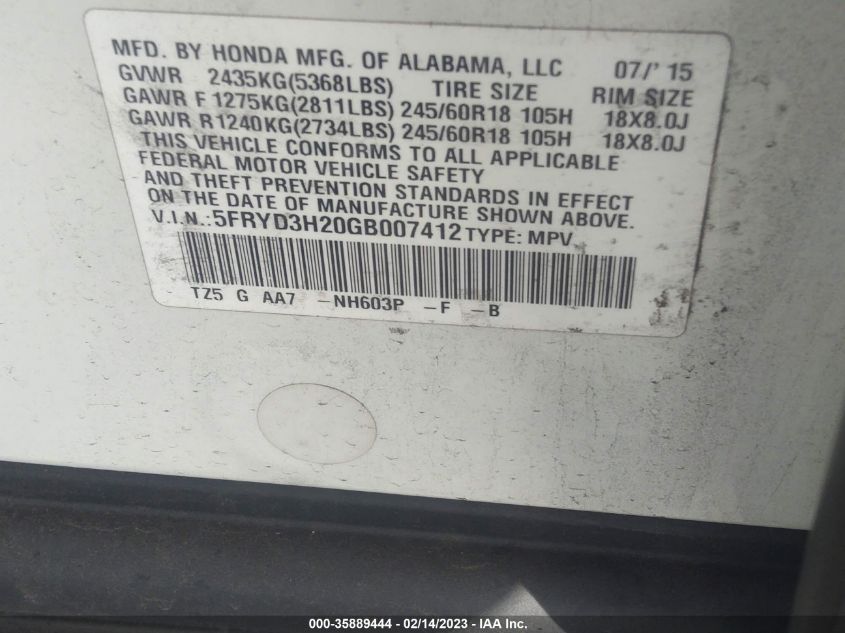 MFD. BY HONDA MFG. OF ALABAMA, LLC 07/' 15
GVWR 2435KG(5368LBS) TIRE SIZE RIM SIZE
GAWR F 1275KG(2811LBS) 245/60R18 105H 18X8.0J
GAWR R1240KG(2734LBS) 245/60R18 105H 18X8.0J
THIS VEHICLE CONFORMS TO ALL APPLICABLE
FEDERAL MOTOR VEHICLE SAFETY
AND THEFT PREVENTION STANDARDS IN EFFECT
ON THE DATE OF MANUFACTURE SHOWN ABOVE.
V.I.N.:5FRYD3H20GB007412 TYPE: MPV
TZ5 G AA7 -NH603P -F -B
000-35889444 - 02/14/2023 - IAA Inc.